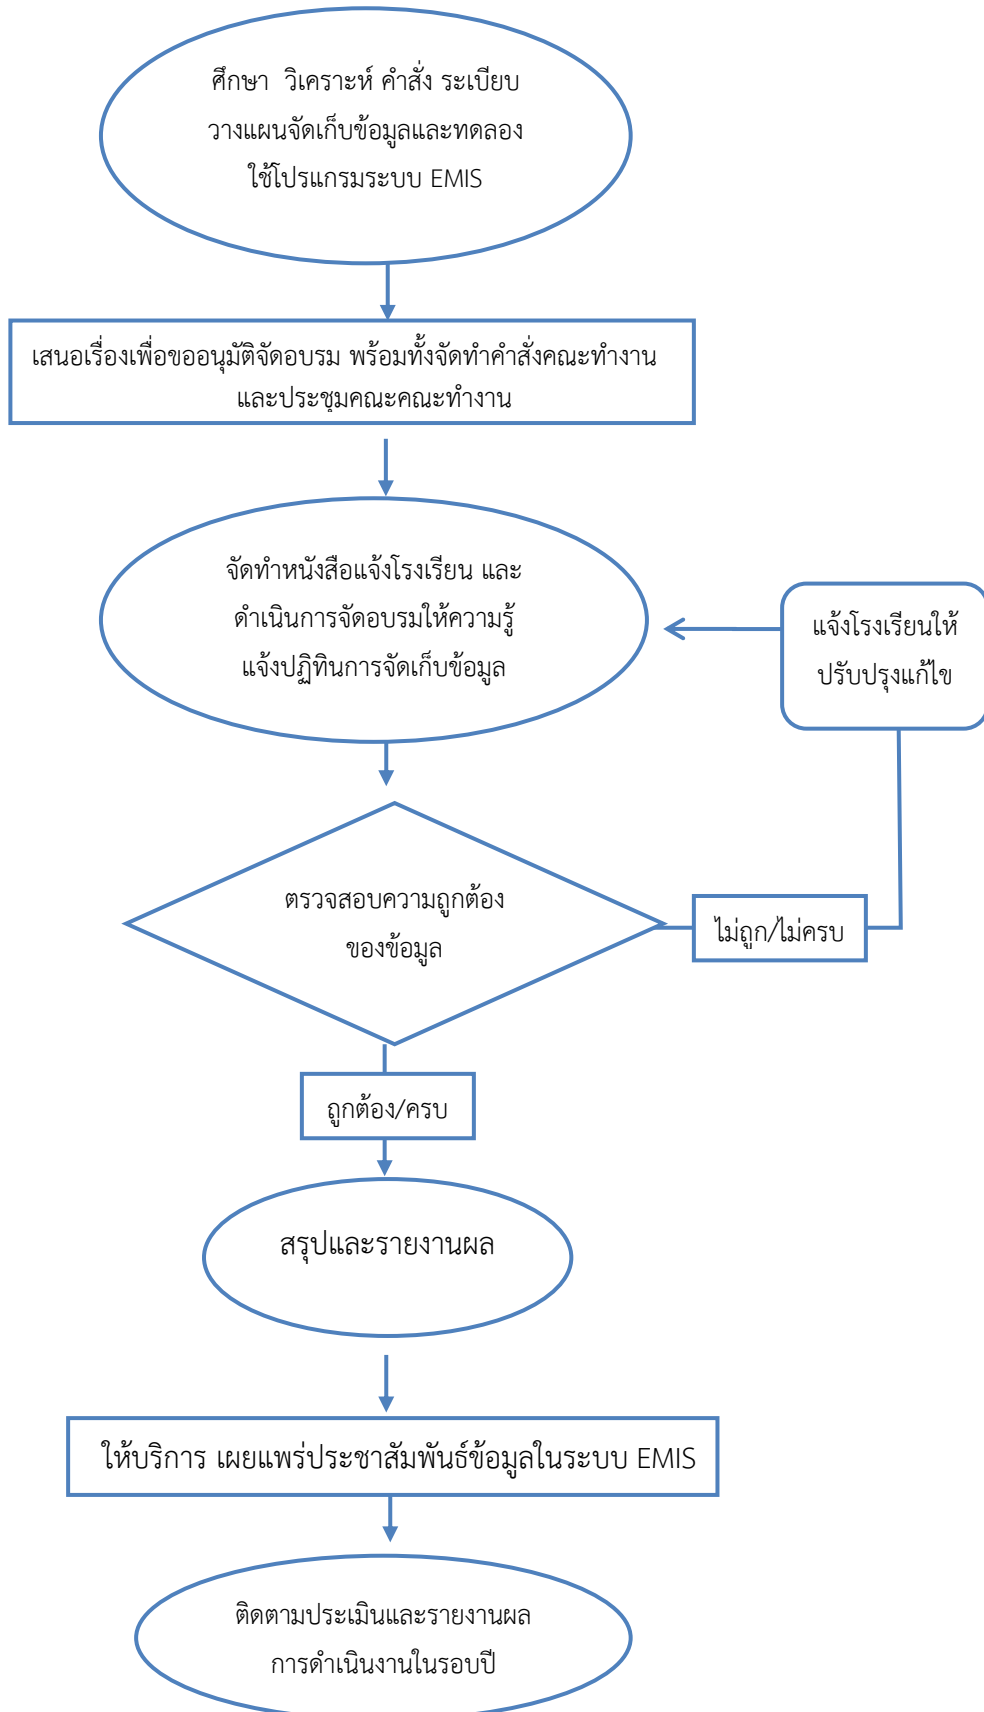 ศึกษา  วิเคราะห์ คำสั่ง ระเบียบ
วางแผนจัดเก็บข้อมูลและทดลอง
ใช้โปรแกรมระบบ EMIS
เสนอเรื่องเพื่อขออนุมัติจัดอบรม พร้อมทั้งจัดทำคำสั่งคณะทำงาน
และประชุมคณะคณะทำงาน
จัดทำหนังสือแจ้งโรงเรียน และ
ดำเนินการจัดอบรมให้ความรู้
แจ้งปฏิทินการจัดเก็บข้อมูล
แจ้งโรงเรียนให้
ปรับปรุงแก้ไข
ตรวจสอบความถูกต้อง
ของข้อมูล
ไม่ถูก/ไม่ครบ
ถูกต้อง/ครบ
สรุปและรายงานผล
ให้บริการ เผยแพร่ประชาสัมพันธ์ข้อมูลในระบบ EMIS
ติดตามประเมินและรายงานผล
การดำเนินงานในรอบปี